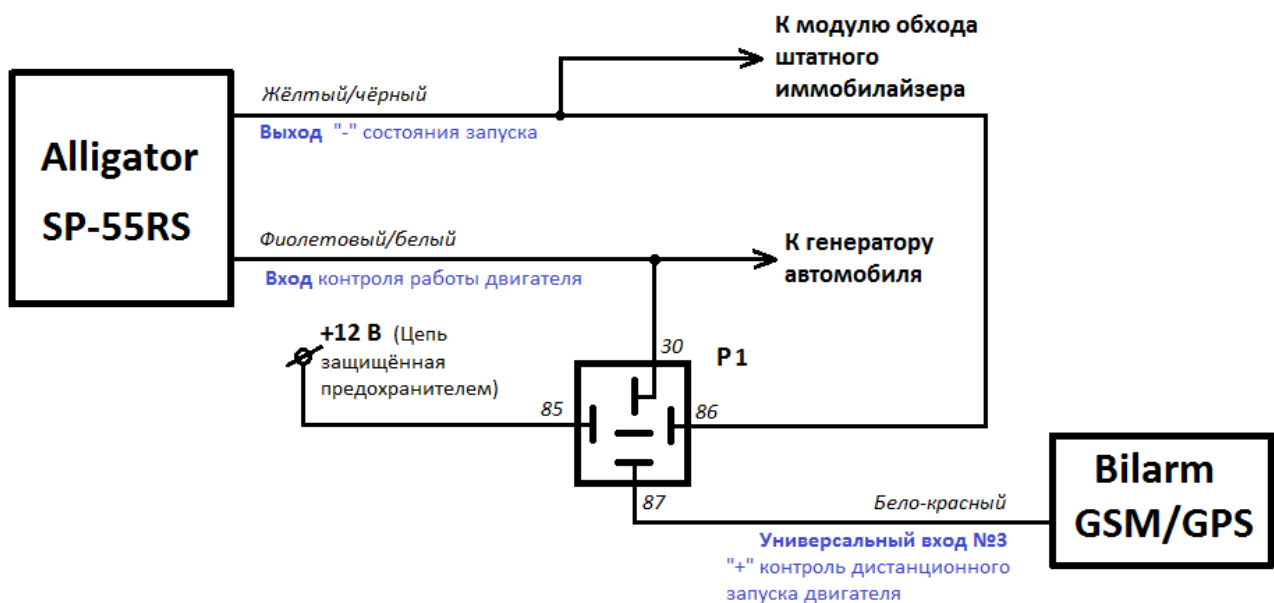 К модулю обхода
штатного
иммобилайзера
Жёлтый/чёрный
Выход "-" состояния запуска
Alligator
SP-55RS
Фиолетовый/белый
Вход контроля работы двигателя
К генератору
автомобиля
+12 В (Цепь
защищённая
предохранителем)
30
Р1
85
86
87
Бело-красный
Bilarm
GSM/GPS
Универсальный вход №3
"+" контроль дистанционного
запуска двигателя